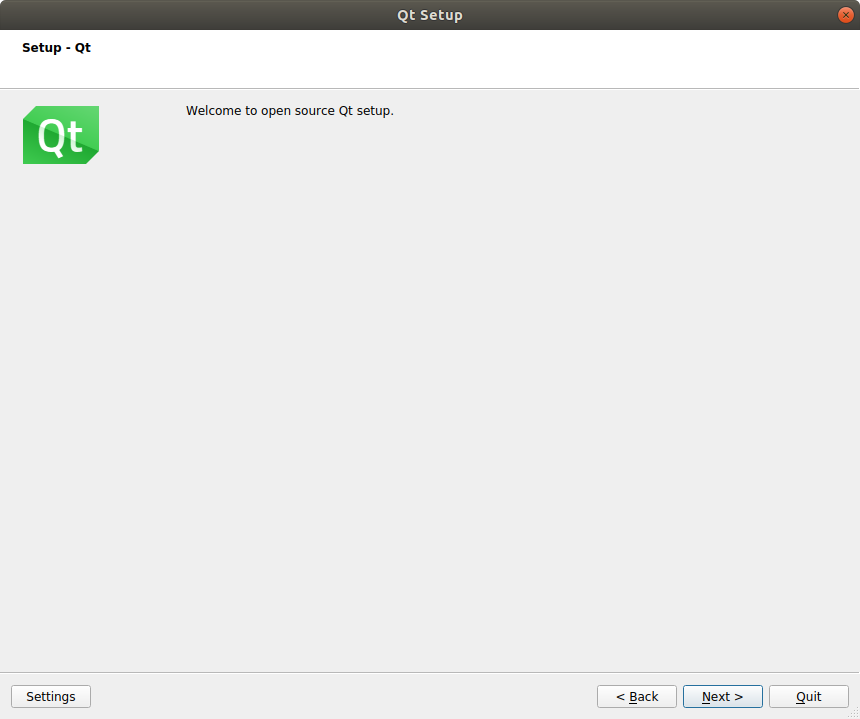 Qt Setup
Setup - Qt
Qt
Welcome to open source Qt setup.
Settings
< Back
Next >
Quit